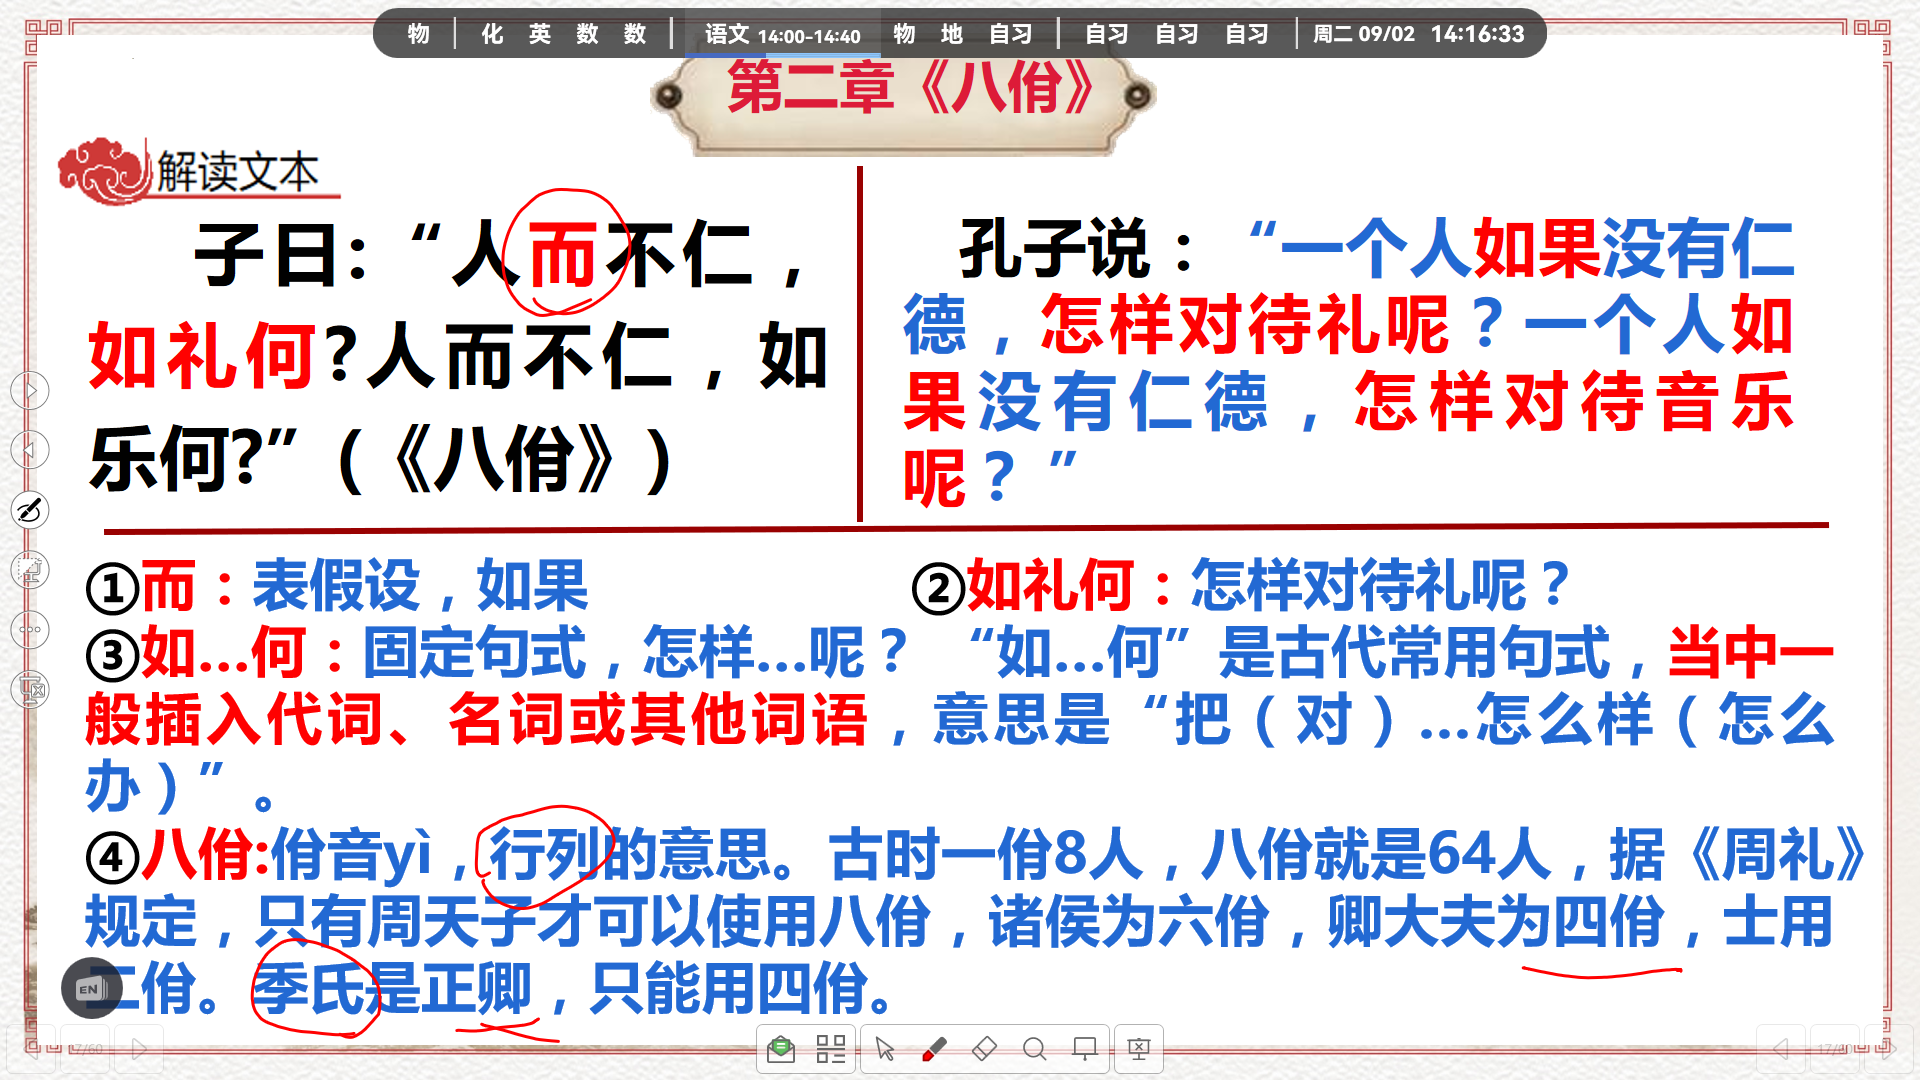 物 | 化 英 数 数 | 语文 14:00-14:40 物 地 自习 | 自习 自习 自习 | 周二 09/02 14:16:33
第二章《八佾》
解读文本
子曰:“人而不仁，
如礼何?人而不仁，如
乐何?”(《八佾》)
孔子说：“一个人如果没有仁
德，怎样对待礼呢？一个人如
果没有仁德，怎样对待音乐
呢？”
①而：表假设，如果
②如礼何：怎样对待礼呢？
③如…何：固定句式，怎样…呢？ “如…何”是古代常用句式，当中一
般插入代词、名词或其他词语，意思是“把（对）…怎么样（怎么
办）”。
④八佾:佾音yì，行列的意思。古时一佾8人，八佾就是64人，据《周礼》
规定，只有周天子才可以使用八佾，诸侯为六佾，卿大夫为四佾，士用
二佾。季氏是正卿，只能用四佾。
EN
17/60
17/60